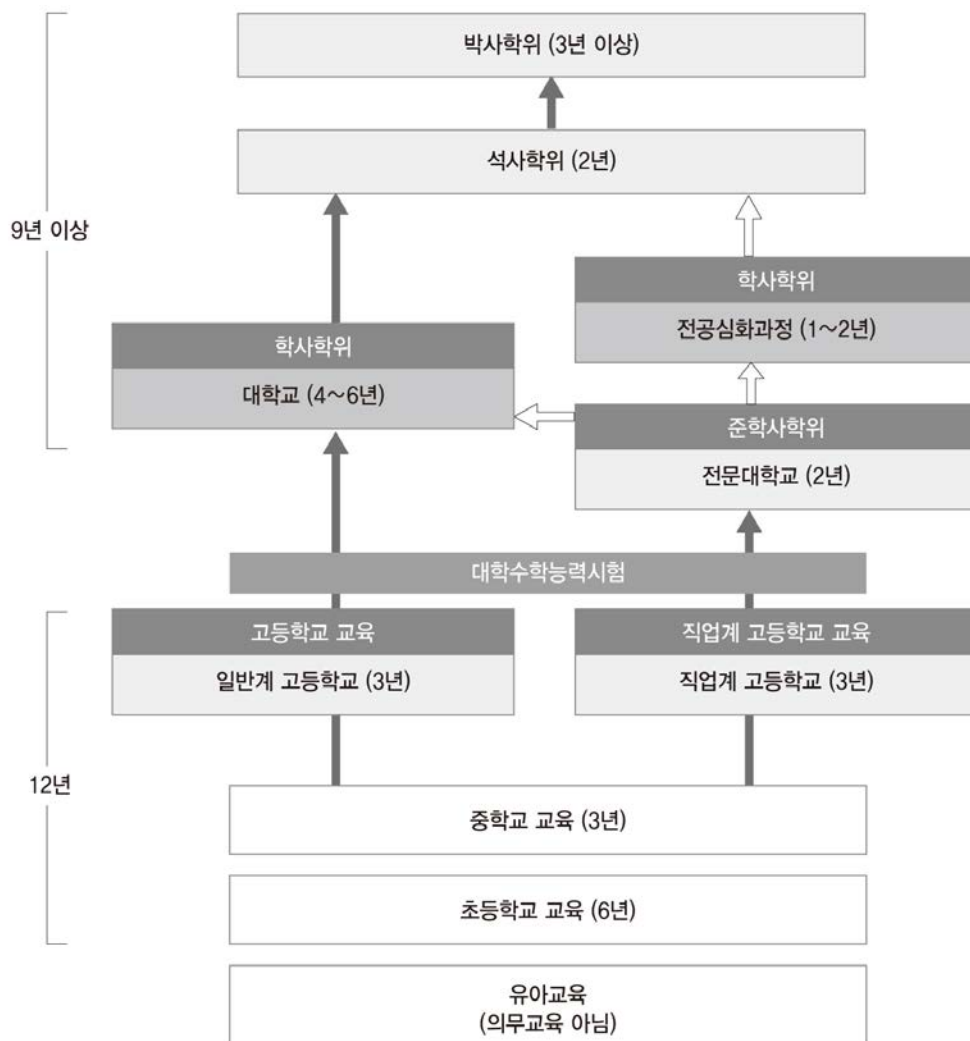 박사학위 (3년 이상)
석사학위 (2년)
9년 이상
학사학위
전공심화과정 (1~2년)
학사학위
대학교 (4~6년)
준학사학위
전문대학교 (2년)
대학수학능력시험
고등학교 교육
일반계 고등학교 (3년)
직업계 고등학교 교육
직업계 고등학교 (3년)
12년
중학교 교육 (3년)
초등학교 교육 (6년)
유아교육
(의무교육 아님)